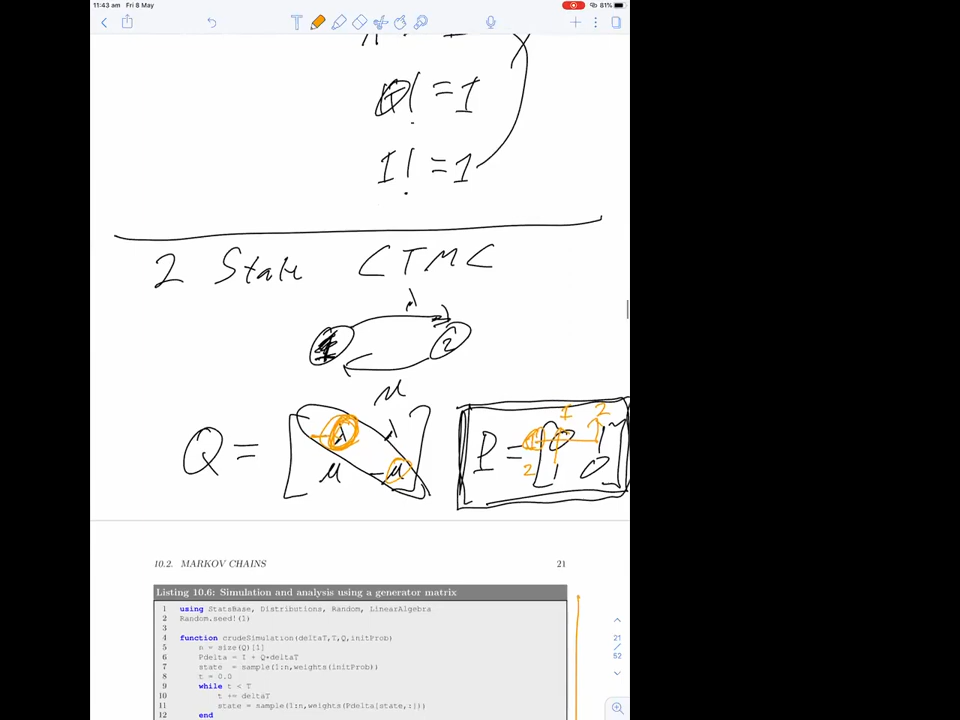 11:43 am Fri 8 May 81%
0! = 1
1! = 1
2 State CTMC
λ
1 2
μ
Q = [ -λ λ
μ -μ ]
P = [ 0 1
1 0 ]
1 2
1
2
10.2. MARKOV CHAINS 21
Listing 10.6: Simulation and analysis using a generator matrix
1 using StatsBase, Distributions, Random, LinearAlgebra
2 Random.seed!(1)
3
4 function crudeSimulation(deltaT,T,Q,initProb)
5 n = size(Q)[1]
6 Pdelta = I + Q*deltaT
7 state = sample(1:n,weights(initProb))
8 t = 0.0
9 while t < T
10 t += deltaT
11 state = sample(1:n,weights(Pdelta[state,:]))
12 end
21
/
52